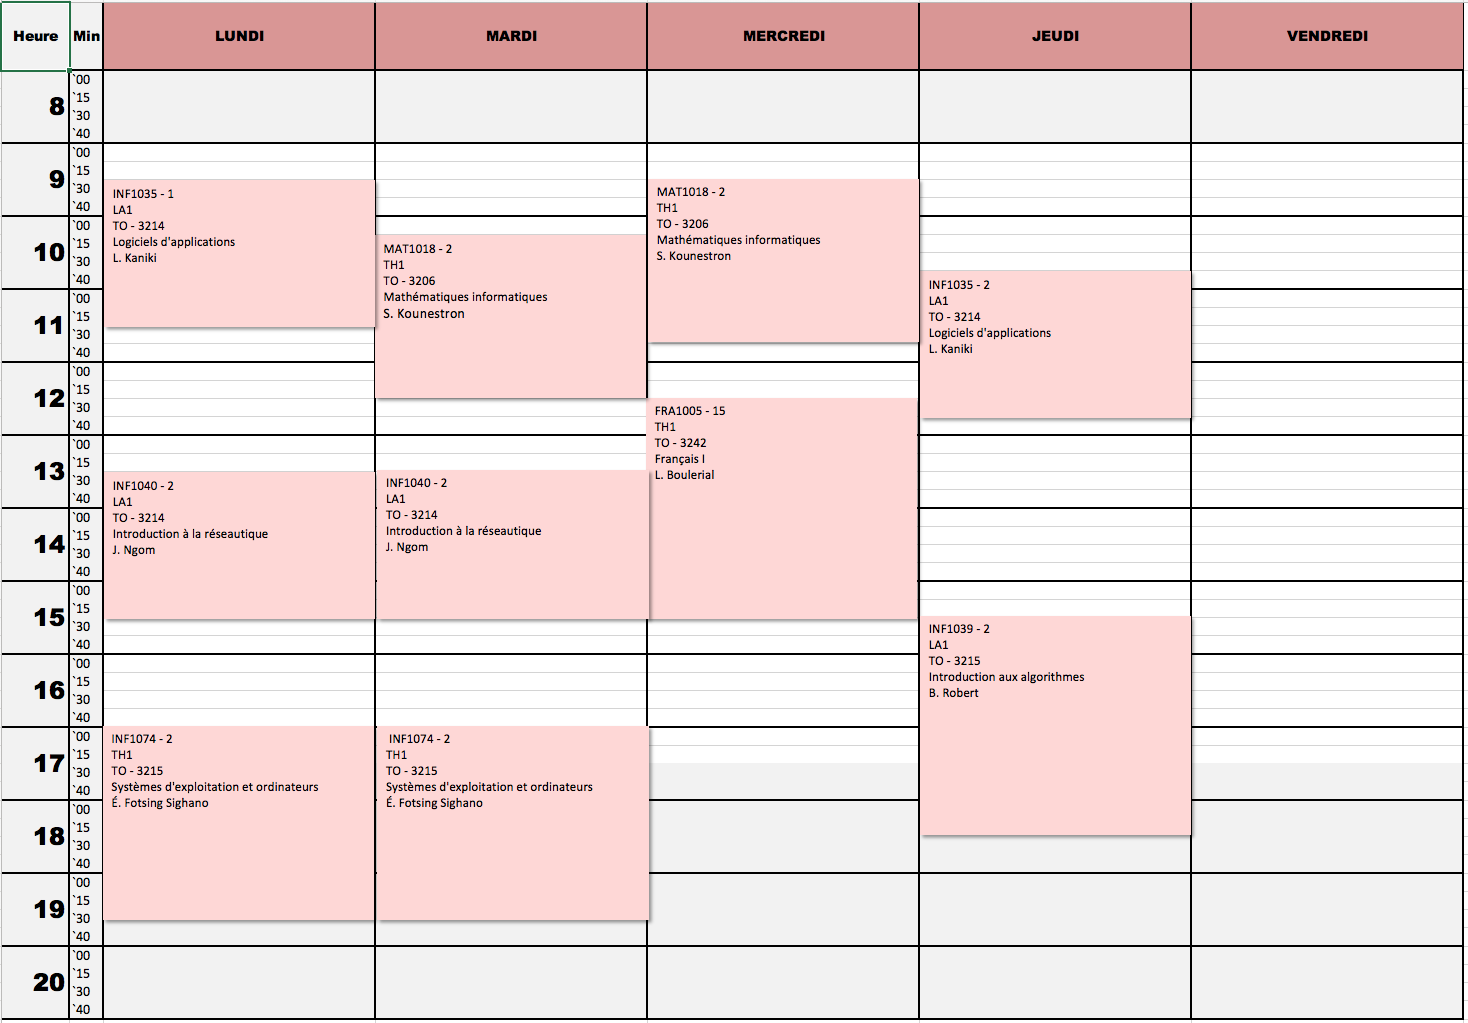 Heure Min LUNDI MARDI MERCREDI JEUDI VENDREDI
8
`00
`15
`30
`40
9
`00
`15
`30
`40
10
`00
`15
`30
`40
11
`00
`15
`30
`40
12
`00
`15
`30
`40
13
`00
`15
`30
`40
14
`00
`15
`30
`40
15
`00
`15
`30
`40
16
`00
`15
`30
`40
17
`00
`15
`30
`40
18
`00
`15
`30
`40
19
`00
`15
`30
`40
20
`00
`15
`30
`40
INF1035 - 1
LA1
TO - 3214
Logiciels d'applications
L. Kaniki
INF1040 - 2
LA1
TO - 3214
Introduction à la réseautique
J. Ngom
INF1074 - 2
TH1
TO - 3215
Systèmes d'exploitation et ordinateurs
É. Fotsing Sighano
MAT1018 - 2
TH1
TO - 3206
Mathématiques informatiques
S. Kounestron
INF1040 - 2
LA1
TO - 3214
Introduction à la réseautique
J. Ngom
INF1074 - 2
TH1
TO - 3215
Systèmes d'exploitation et ordinateurs
É. Fotsing Sighano
MAT1018 - 2
TH1
TO - 3206
Mathématiques informatiques
S. Kounestron
FRA1005 - 15
TH1
TO - 3242
Français I
L. Boulerial
INF1035 - 2
LA1
TO - 3214
Logiciels d'applications
L. Kaniki
INF1039 - 2
LA1
TO - 3215
Introduction aux algorithmes
B. Robert